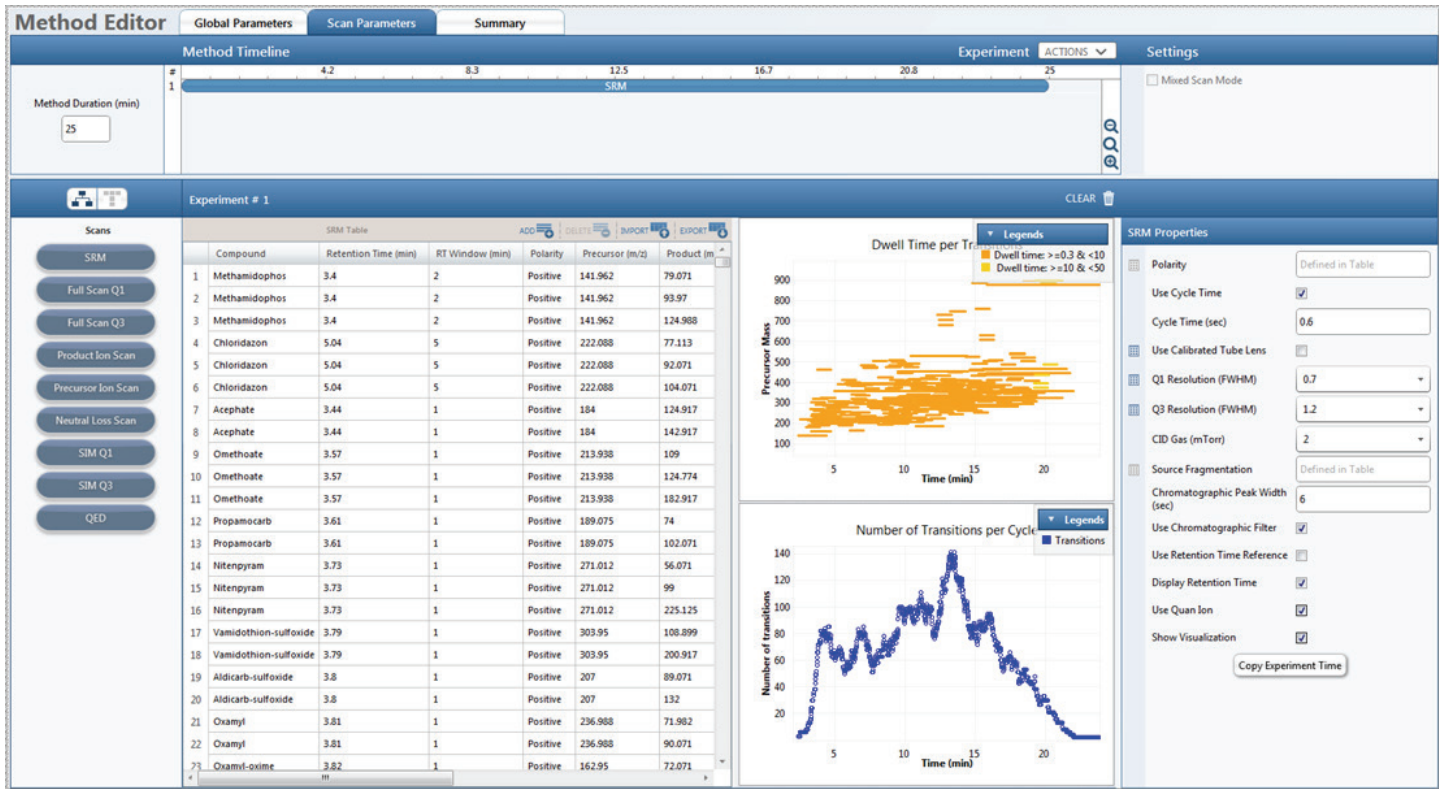 Method Editor
Global Parameters
Scan Parameters
Summary
Method Timeline
Experiment
ACTIONS
Settings
# 4.2 8.3 12.5 16.7 20.8 25
1 SRM
Method Duration (min)
25
Mixed Scan Mode
Experiment # 1
CLEAR
Scans
SRM
Full Scan Q1
Full Scan Q3
Product Ion Scan
Precursor Ion Scan
Neutral Loss Scan
SIM Q1
SIM Q3
QED
SRM Table
ADD
DELETE
IMPORT
EXPORT
Compound Retention Time (min) RT Window (min) Polarity Precursor (m/z) Product (m
1 Methamidophos 3.4 2 Positive 141.962 79.071
2 Methamidophos 3.4 2 Positive 141.962 93.97
3 Methamidophos 3.4 2 Positive 141.962 124.988
4 Chloridazon 5.04 5 Positive 222.088 77.113
5 Chloridazon 5.04 5 Positive 222.088 92.071
6 Chloridazon 5.04 5 Positive 222.088 104.071
7 Acephate 3.44 1 Positive 184 124.917
8 Acephate 3.44 1 Positive 184 142.917
9 Omethoate 3.57 1 Positive 213.938 109
10 Omethoate 3.57 1 Positive 213.938 124.774
11 Omethoate 3.57 1 Positive 213.938 182.917
12 Propamocarb 3.61 1 Positive 189.075 74
13 Propamocarb 3.61 1 Positive 189.075 102.071
14 Nitenpyram 3.73 1 Positive 271.012 56.071
15 Nitenpyram 3.73 1 Positive 271.012 99
16 Nitenpyram 3.73 1 Positive 271.012 225.125
17 Vamidothion-sulfoxide 3.79 1 Positive 303.95 108.899
18 Vamidothion-sulfoxide 3.79 1 Positive 303.95 200.917
19 Aldicarb-sulfoxide 3.8 1 Positive 207 89.071
20 Aldicarb-sulfoxide 3.8 1 Positive 207 132
21 Oxamyl 3.81 1 Positive 236.988 71.982
22 Oxamyl 3.81 1 Positive 236.988 90.071
23 Oxamyl-oxime 3.82 1 Positive 162.95 72.071
Dwell Time per Transitions
Legends
Dwell time: >=0.3 & <10
Dwell time: >=10 & <50
Precursor Mass
900
800
700
600
500
400
300
200
100
5 10 15 20
Time (min)
Number of Transitions per Cycle
Legends
Transitions
Number of transitions
140
120
100
80
60
40
20
5 10 15 20
Time (min)
SRM Properties
Polarity Defined in Table
Use Cycle Time
Cycle Time (sec) 0.6
Use Calibrated Tube Lens
Q1 Resolution (FWHM) 0.7
Q3 Resolution (FWHM) 1.2
CID Gas (mTorr) 2
Source Fragmentation Defined in Table
Chromatographic Peak Width
(sec) 6
Use Chromatographic Filter
Use Retention Time Reference
Display Retention Time
Use Quan Ion
Show Visualization
Copy Experiment Time